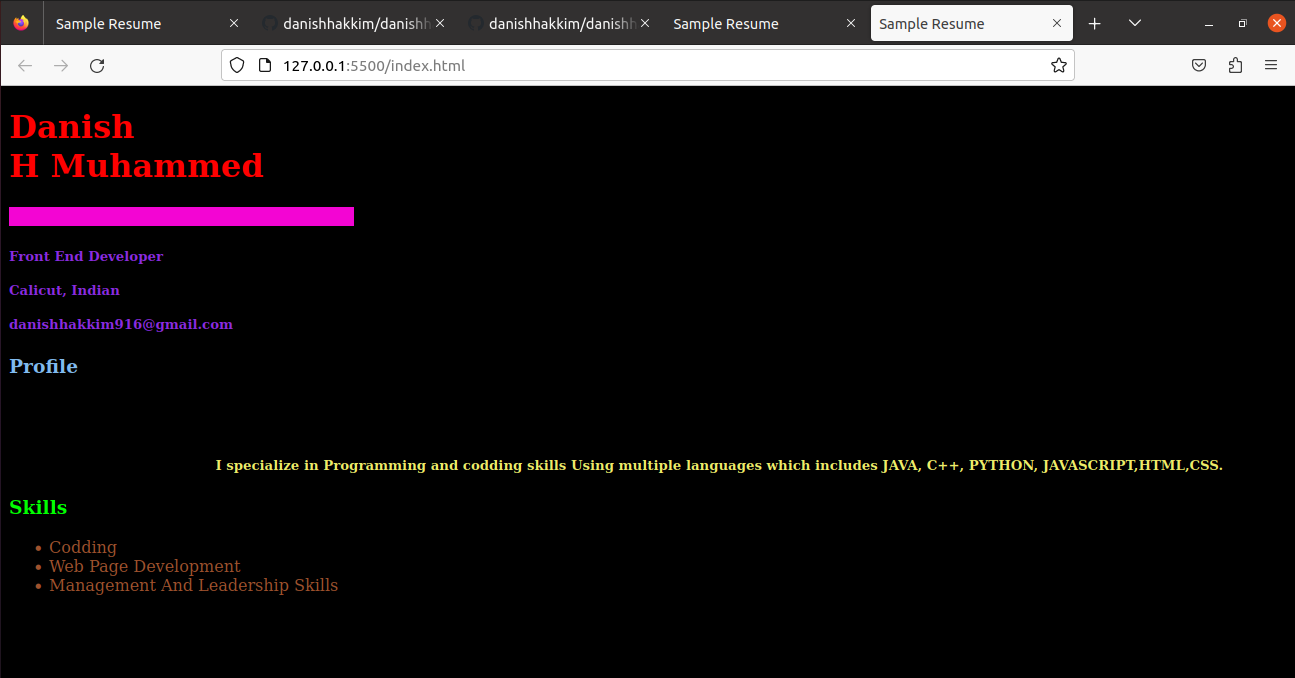 Sample Resume
danishhakkim/danishh
danishhakkim/danishh
Sample Resume
Sample Resume
127.0.0.1:5500/index.html
Danish
H Muhammed
Front End Developer
Calicut, Indian
danishhakkim916@gmail.com
Profile
I specialize in Programming and codding skills Using multiple languages which includes JAVA, C++, PYTHON, JAVASCRIPT,HTML,CSS.
Skills
• Codding
• Web Page Development
• Management And Leadership Skills